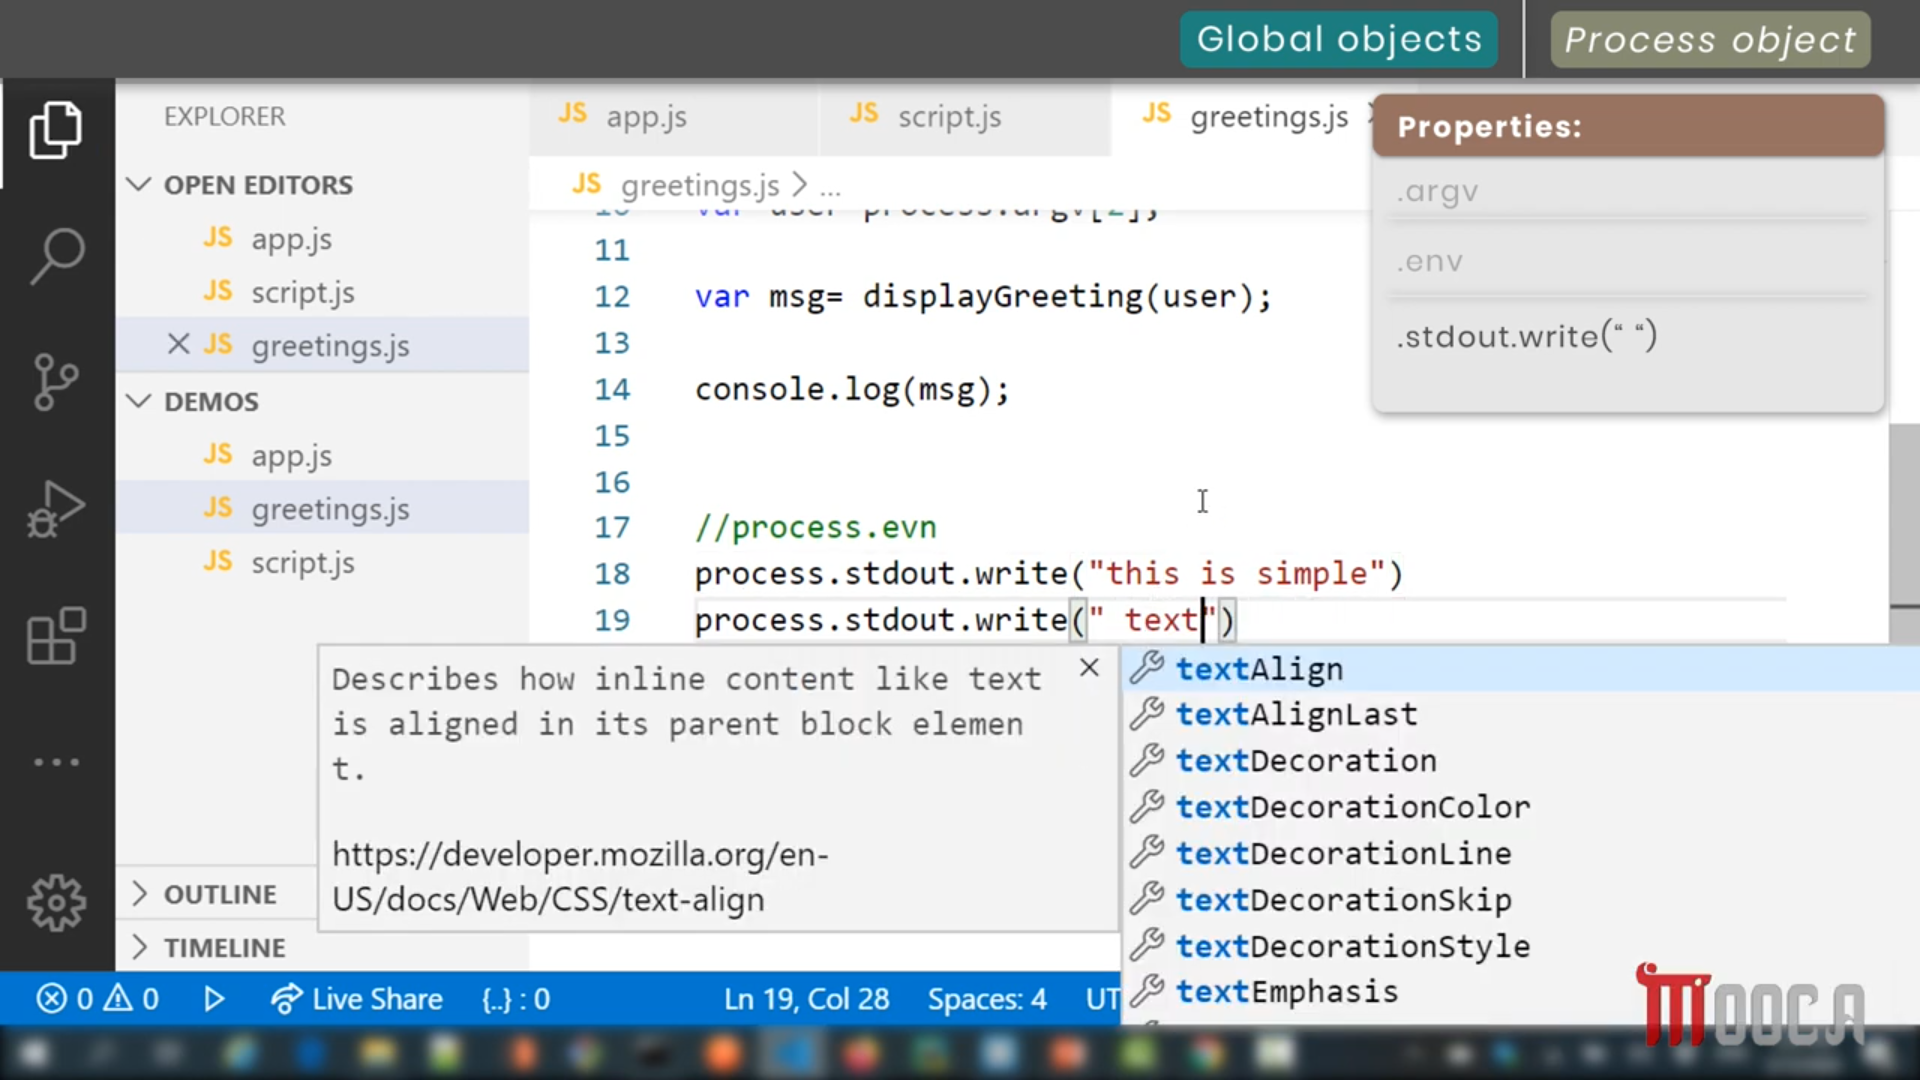 Global objects
Process object
EXPLORER
OPEN EDITORS
JS app.js
JS script.js
JS greetings.js
DEMOS
JS app.js
JS greetings.js
JS script.js
OUTLINE
TIMELINE
JS app.js
JS script.js
JS greetings.js
JS greetings.js > ...
10 var user process.argv[2];
11
12 var msg= displayGreeting(user);
13
14 console.log(msg);
15
16
17 //process.evn
18 process.stdout.write("this is simple")
19 process.stdout.write(" text")
Properties:
.argv
.env
.stdout.write(“ “)
Describes how inline content like text
is aligned in its parent block elemen
t.
https://developer.mozilla.org/en-
US/docs/Web/CSS/text-align
textAlign
textAlignLast
textDecoration
textDecorationColor
textDecorationLine
textDecorationSkip
textDecorationStyle
textEmphasis
0 0 Live Share {..} : 0 Ln 19, Col 28 Spaces: 4 UT
MOOCA